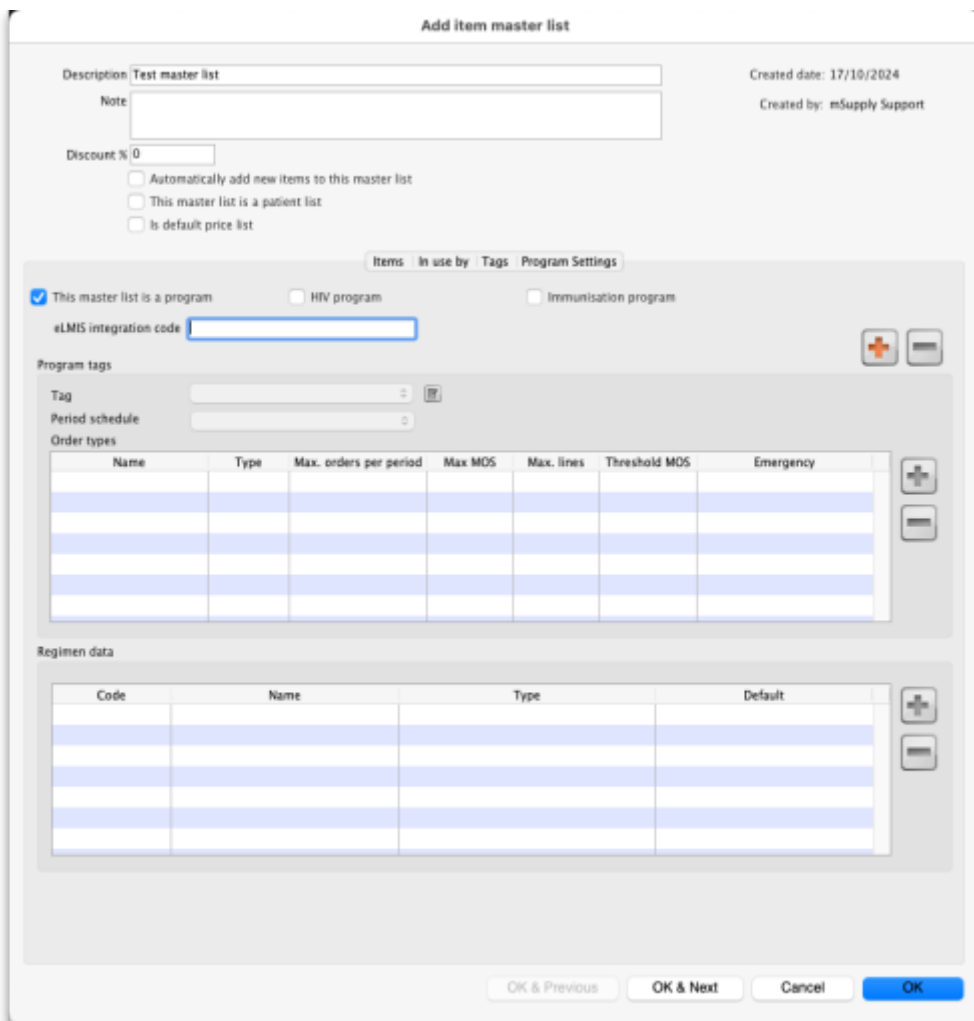 Add item master list
Description Test master list
Created date: 17/10/2024
Note
Created by: mSupply Support
Discount % 0
Automatically add new items to this master list
This master list is a patient list
Is default price list
Items In use by Tags Program Settings
This master list is a program HIV program Immunisation program
eLMIS integration code
Program tags
Tag
Period schedule
Order types
Name Type Max. orders per period Max MOS Max. lines Threshold MOS Emergency
Regimen data
Code Name Type Default
OK & Previous OK & Next Cancel OK